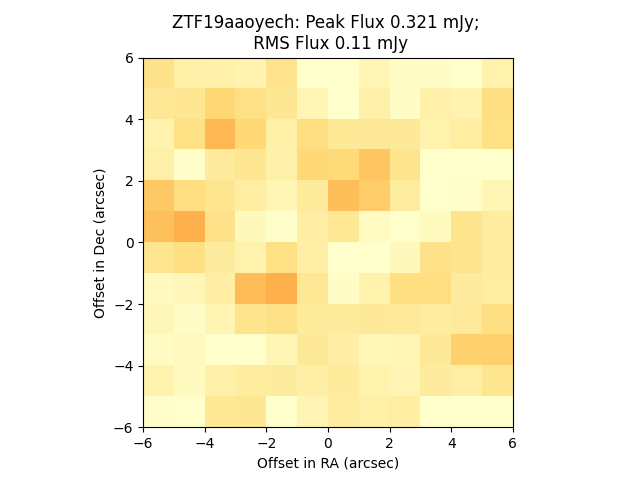 ZTF19aaoyech: Peak Flux 0.321 mJy;
RMS Flux 0.11 mJy
6
4
2
0
−2
−4
−6
Offset in Dec (arcsec)
−6 −4 −2 0 2 4 6
Offset in RA (arcsec)